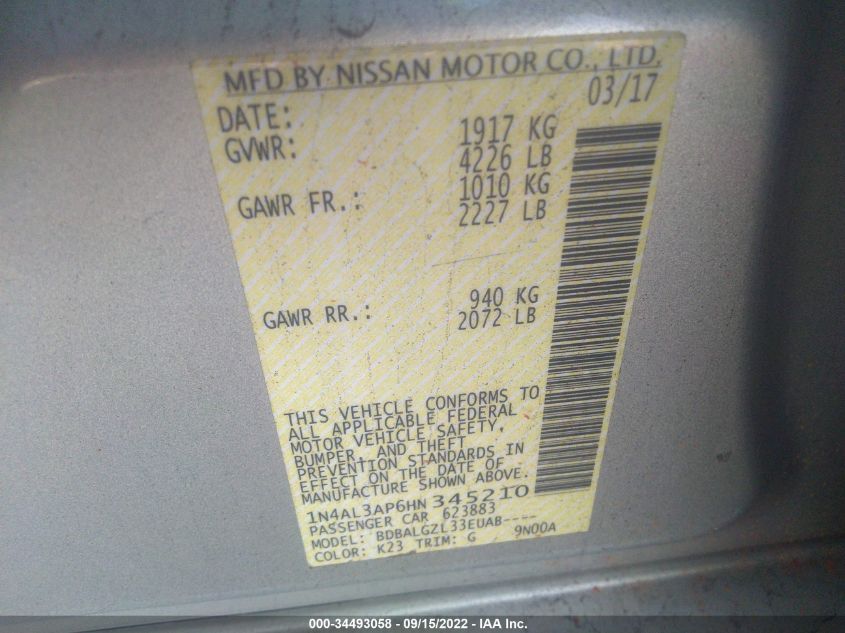 MFD BY NISSAN MOTOR CO., LTD.
DATE: 03/17
GVWR: 1917 KG
4226 LB
GAWR FR.: 1010 KG
2227 LB
GAWR RR.: 940 KG
2072 LB
THIS VEHICLE CONFORMS TO
ALL APPLICABLE FEDERAL
MOTOR VEHICLE SAFETY,
BUMPER, AND THEFT
PREVENTION STANDARDS IN
EFFECT ON THE DATE OF
MANUFACTURE SHOWN ABOVE.
1N4AL3AP6HN 345210
PASSENGER CAR 623883
MODEL: BDBALGZL33EUAB----
COLOR: K23 TRIM: G 9N00A
000-34493058 - 09/15/2022 - IAA Inc.